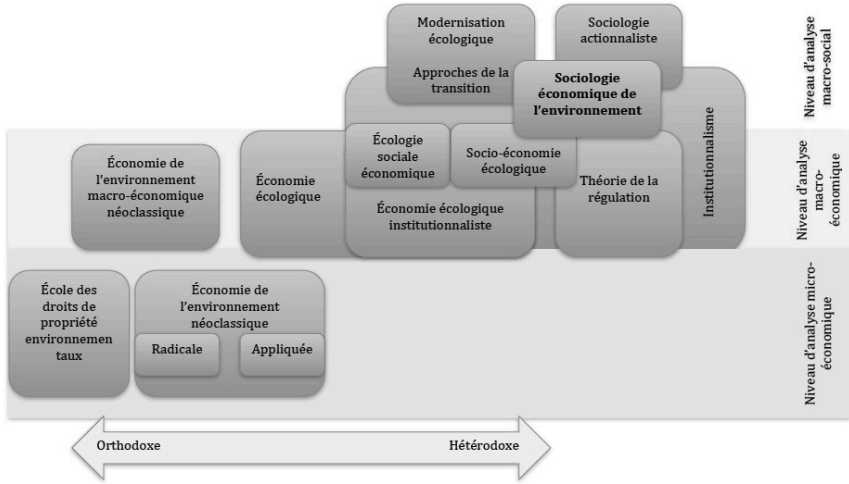 Modernisation
écologique
Approches de la
transition
Sociologie
actionnaliste
Sociologie
économique de
l'environnement
Niveau d'analyse
macro-social
Économie de
l'environnement
macro-économique
néoclassique
Économie
écologique
Écologie
sociale
économique
Socio-économie
écologique
Économie écologique
institutionnaliste
Théorie de la
régulation
Institutionnalisme
Niveau d'analyse
macro-
économique
École des
droits de
propriété
environnemen
taux
Économie de
l'environnement
néoclassique
Radicale
Appliquée
Niveau d'analyse micro-
économique
Orthodoxe
Hétérodoxe